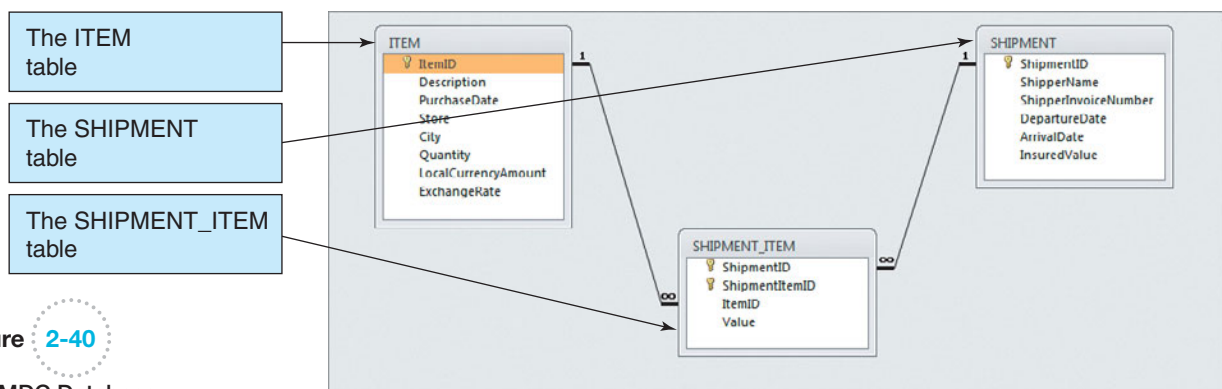 The ITEM
table
The SHIPMENT
table
The SHIPMENT_ITEM
table
2-40
ITEM
ItemID
Description
PurchaseDate
Store
City
Quantity
LocalCurrencyAmount
ExchangeRate
1
SHIPMENT
ShipmentID
ShipperName
ShipperInvoiceNumber
DepartureDate
ArrivalDate
InsuredValue
1
SHIPMENT_ITEM
ShipmentID
ShipmentItemID
ItemID
Value
∞
∞